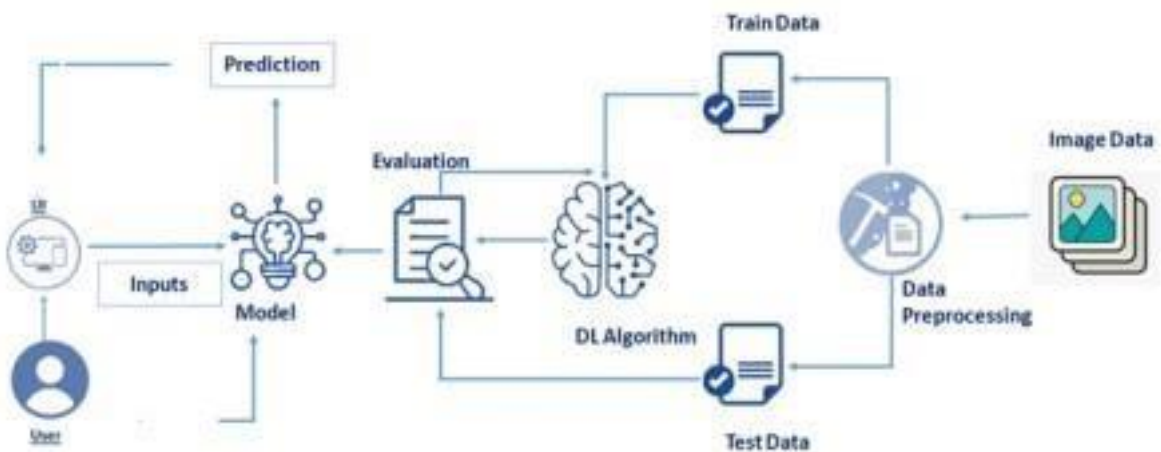 Train Data
Prediction
Image Data
Evaluation
UI
Inputs
Model
Data
Preprocessing
DL Algorithm
User
Test Data